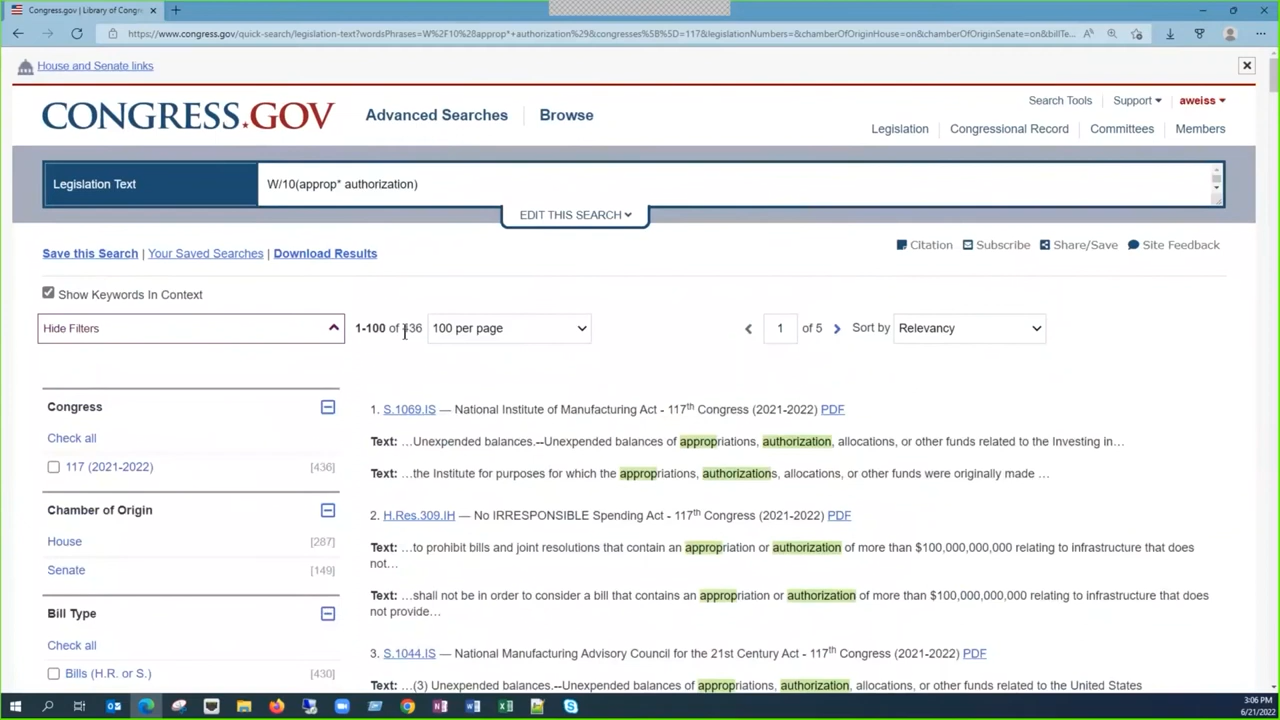 Congress.gov | Library of Congr
https://www.congress.gov/quick-search/legislation-text?wordsPhrases=W%2F10%28approp*+authorization%29&congresses%5B%5D=117&legislationNumbers=&chamberOfOriginHouse=on&chamberOfOriginSenate=on&billTe...
House and Senate links
CONGRESS.GOV Advanced Searches Browse
Search Tools Support aweiss
Legislation Congressional Record Committees Members
Legislation Text W/10(approp* authorization)
EDIT THIS SEARCH
Save this Search | Your Saved Searches | Download Results
Citation Subscribe Share/Save Site Feedback
Show Keywords In Context
Hide Filters 1-100 of 436 100 per page 1 of 5 Sort by Relevancy
Congress
Check all
117 (2021-2022) [436]
Chamber of Origin
House [287]
Senate [149]
Bill Type
Check all
Bills (H.R. or S.) [430]
1. S.1069.IS — National Institute of Manufacturing Act - 117th Congress (2021-2022) PDF
Text: …Unexpended balances.--Unexpended balances of appropriations, authorization, allocations, or other funds related to the Investing in…
Text: …the Institute for purposes for which the appropriations, authorizations, allocations, or other funds were originally made …
2. H.Res.309.IH — No IRRESPONSIBLE Spending Act - 117th Congress (2021-2022) PDF
Text: …to prohibit bills and joint resolutions that contain an appropriation or authorization of more than $100,000,000,000 relating to infrastructure that does
not…
Text: …shall not be in order to consider a bill that contains an appropriation or authorization of more than $100,000,000,000 relating to infrastructure that does
not provide…
3. S.1044.IS — National Manufacturing Advisory Council for the 21st Century Act - 117th Congress (2021-2022) PDF
Text: …(3) Unexpended balances.--Unexpended balances of appropriations, authorization, allocations, or other funds related to the United States
3:06 PM
6/21/2022